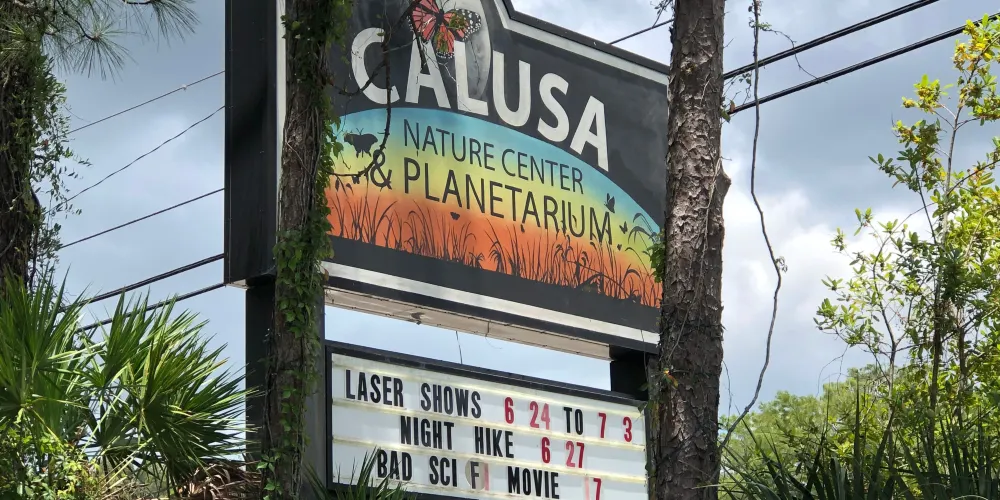 CALUSA
NATURE CENTER
& PLANETARIUM
LASER SHOWS 6 24 TO 7 3
NIGHT HIKE 6 27
BAD SCI FI MOVIE 7